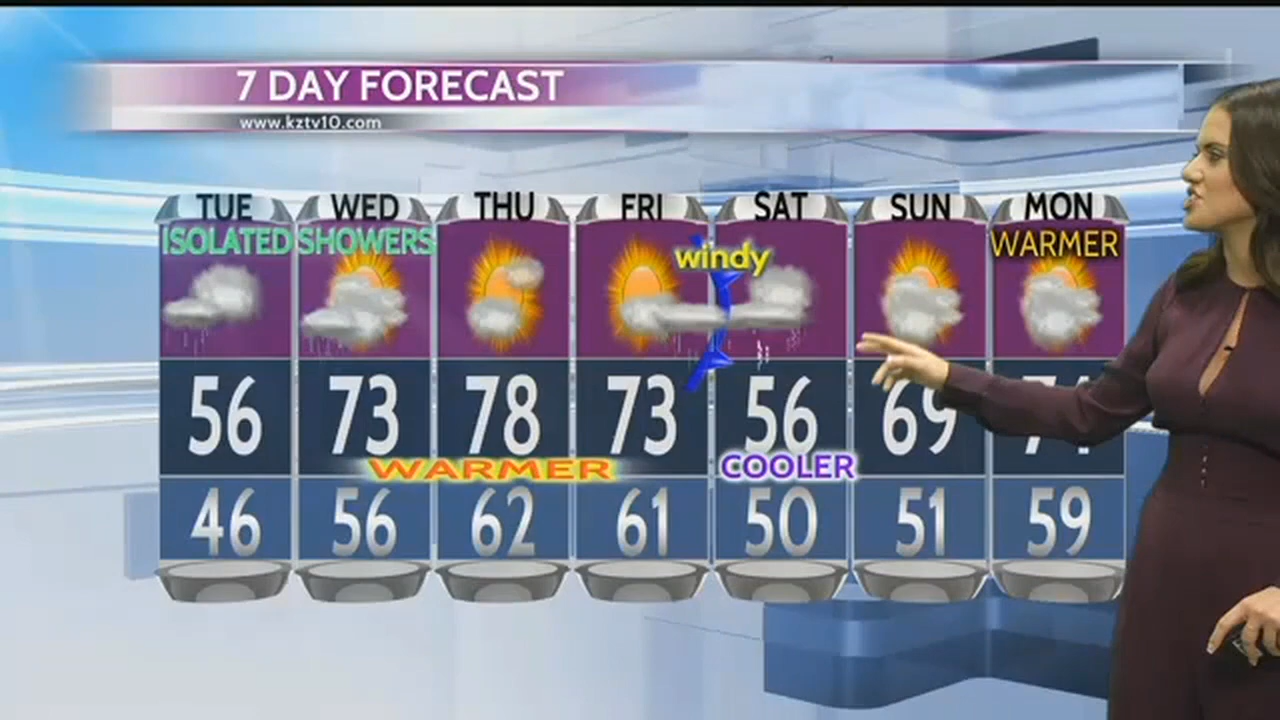 7 DAY FORECAST
www.kztv10.com
TUE WED THU FRI SAT SUN MON
ISOLATED SHOWERS windy WARMER
56 73 78 73 56 69
WARMER COOLER
46 56 62 61 50 51 59